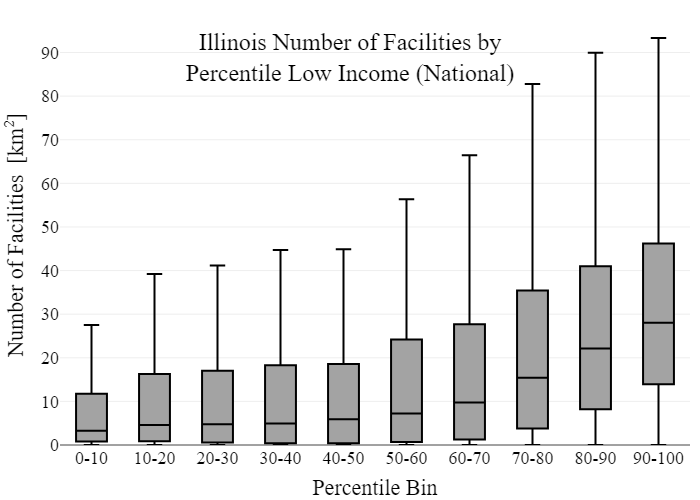 Illinois Number of Facilities by
Percentile Low Income (National)
Number of Facilities [km²]
90
80
70
60
50
40
30
20
10
0
0-10 10-20 20-30 30-40 40-50 50-60 60-70 70-80 80-90 90-100
Percentile Bin